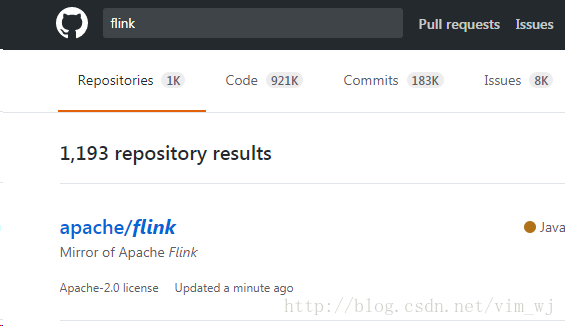 flink Pull requests Issues
Repositories 1K Code 921K Commits 183K Issues 8K
1,193 repository results
apache/flink Java
Mirror of Apache Flink
Apache-2.0 license Updated a minute ago
http://blog.csdn.net/vim_wj